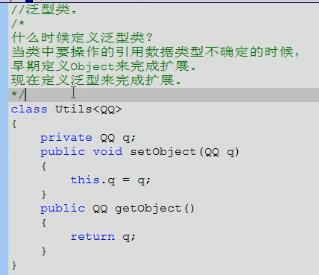 //泛型类。
/*
什么时候定义泛型类?
当类中要操作的引用数据类型不确定的时候,
早期定义Object来完成扩展。
现在定义泛型来完成扩展。
*/
class Utils<QQ>
{
    private QQ q;
    public void setObject(QQ q)
    {
        this.q = q;
    }
    public QQ getObject()
    {
        return q;
    }
}